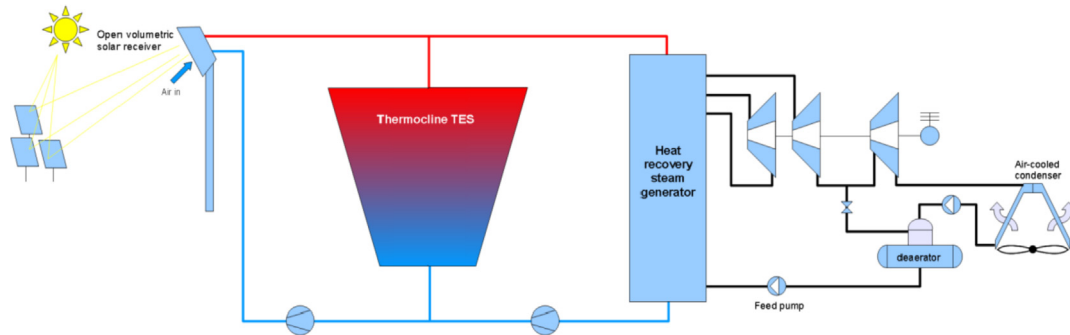 Open volumetric
solar receiver
Air in
Thermocline TES
Heat
recovery
steam
generator
Air-cooled
condenser
deaerator
Feed pump